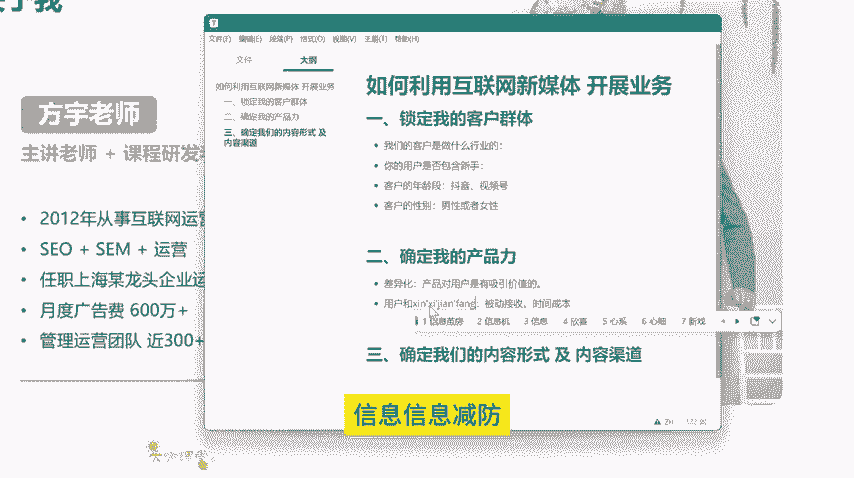 关于我
方宇老师
主讲老师 + 课程研发
2012年从事互联网运营
SEO + SEM + 运营
任职上海某龙头企业运
月度广告费 600万+
管理运营团队 近300+
文件(F) 编辑(E) 段落(P) 格式(O) 视图(V) 主题(T) 帮助(H)
文件 大纲
如何利用互联网新媒体 开展业务
一、锁定我的客户群体
二、确定我的产品力
三、确定我们的内容形式 及
内容渠道
如何利用互联网新媒体 开展业务
一、锁定我的客户群体
我们的客户是做什么行业的：
你的用户是否包含新手：
客户的年龄段：抖音、视频号
客户的性别：男性或者女性
二、确定我的产品力
差异化：产品对用户是有吸引价值的。
用户和xin'xi'jian'fang：被动接收、时间成本
1 信息茧房 2 信息机 3 信息 4 欣喜 5 心系 6 心细 7 新戏
三、确定我们的内容形式 及 内容渠道
信息信息减防